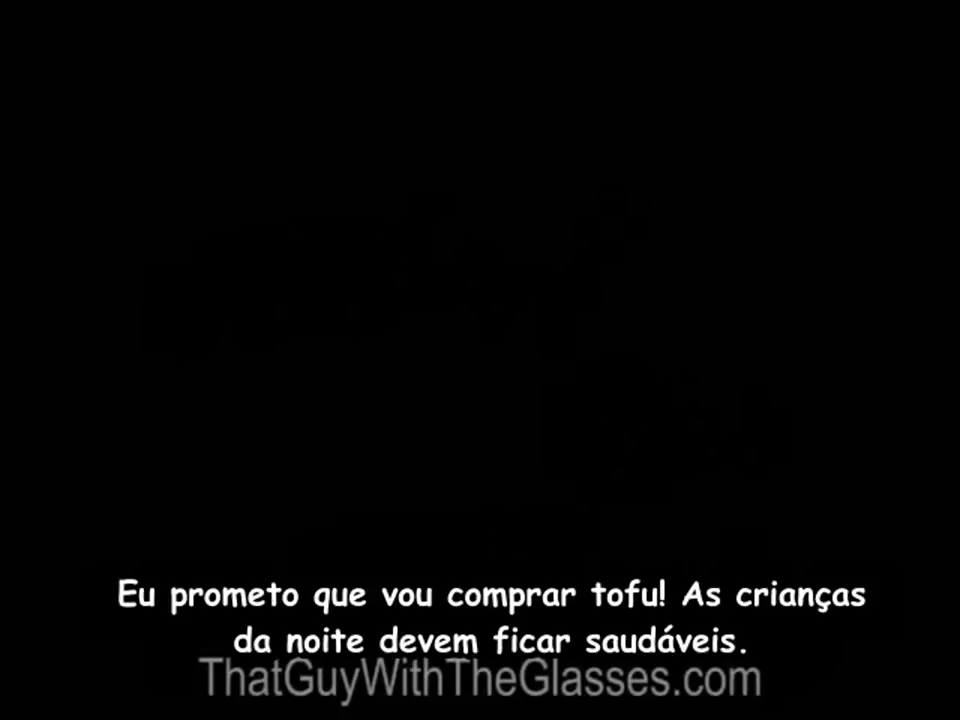 Eu prometo que vou comprar tofu! As crianças
da noite devem ficar saudáveis.
ThatGuyWithTheGlasses.com